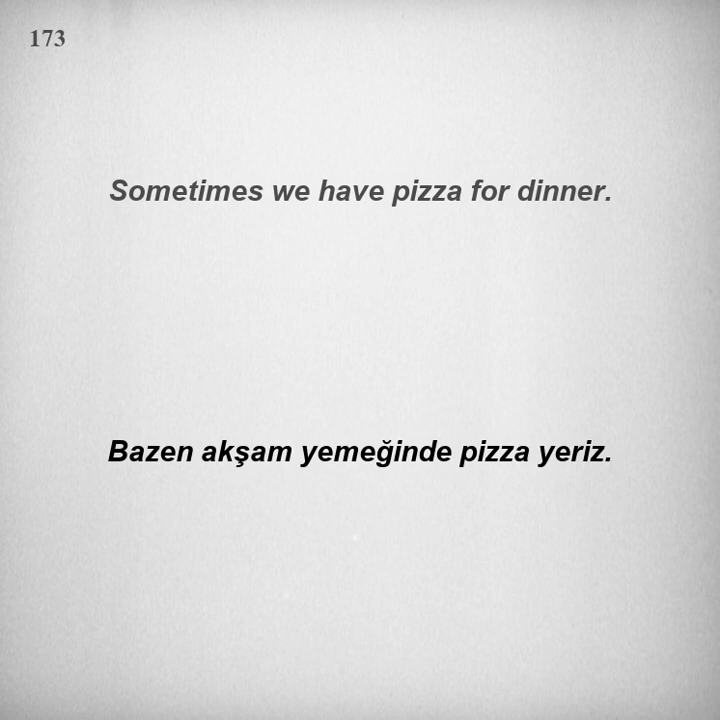 173
Sometimes we have pizza for dinner.
Bazen akşam yemeğinde pizza yeriz.